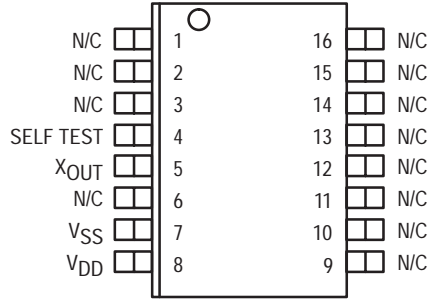 N/C 1 16 N/C
N/C 2 15 N/C
N/C 3 14 N/C
SELF TEST 4 13 N/C
XOUT 5 12 N/C
N/C 6 11 N/C
VSS 7 10 N/C
VDD 8 9 N/C